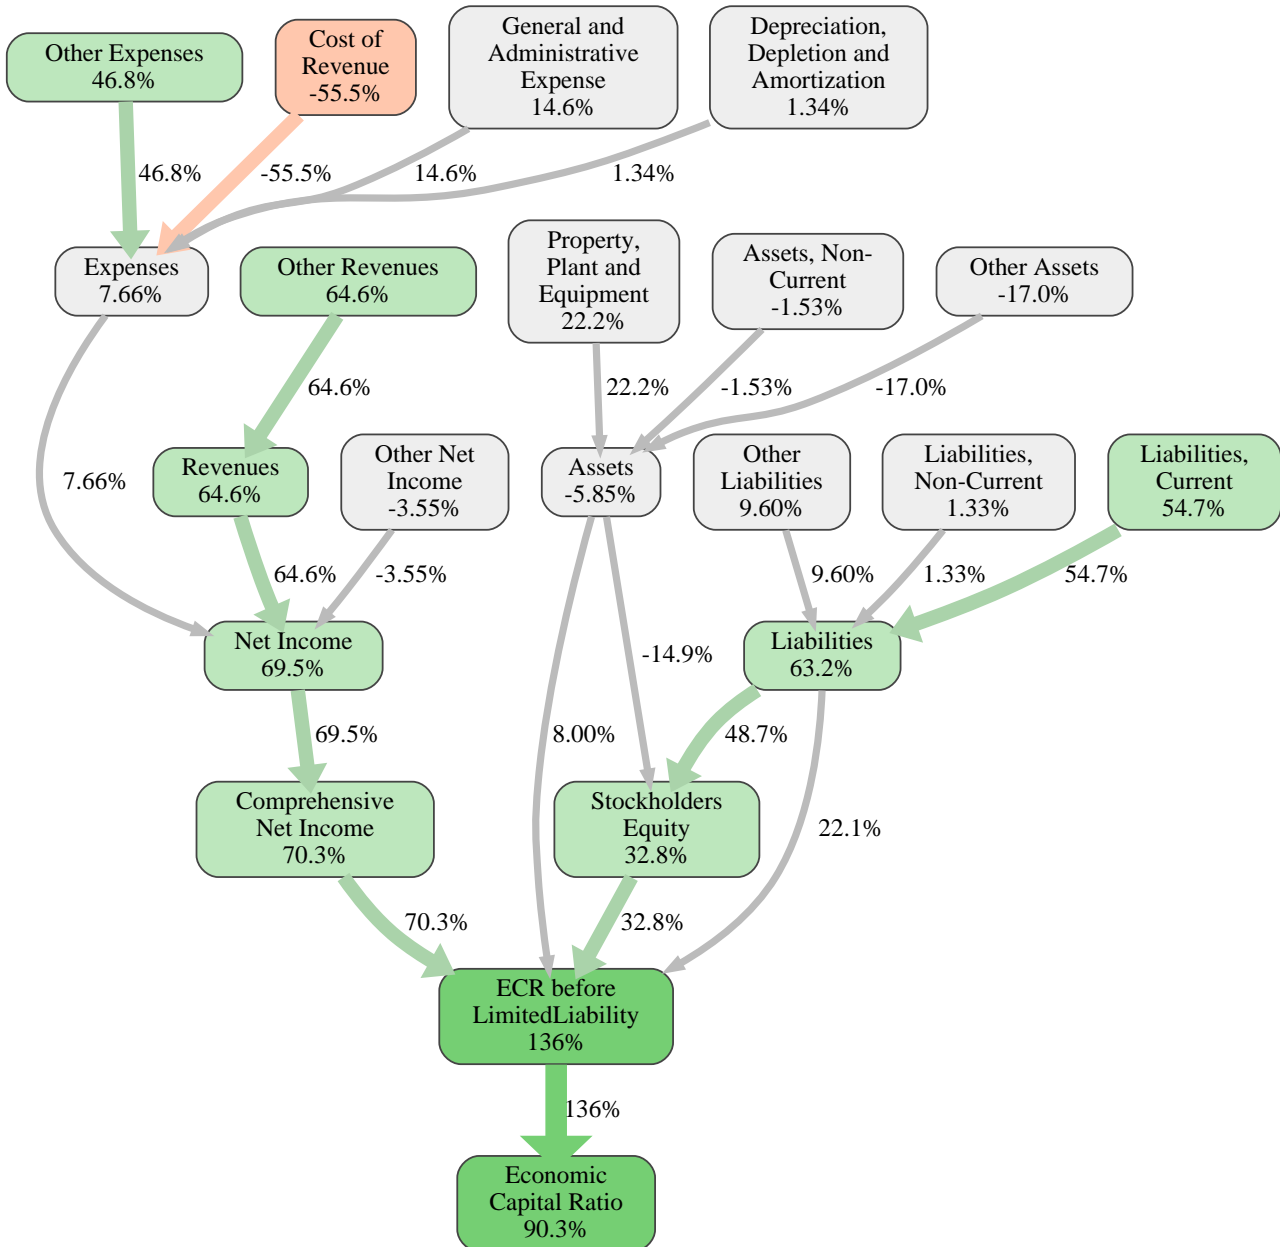 Other Expenses
46.8%
Cost of
Revenue
-55.5%
General and
Administrative
Expense
14.6%
Depreciation,
Depletion and
Amortization
1.34%
46.8%
-55.5%
14.6%
1.34%
Expenses
7.66%
Other Revenues
64.6%
Property,
Plant and
Equipment
22.2%
Assets, Non-
Current
-1.53%
Other Assets
-17.0%
64.6%
22.2%
-1.53%
-17.0%
7.66%
Revenues
64.6%
Other Net
Income
-3.55%
Assets
-5.85%
Other
Liabilities
9.60%
Liabilities,
Non-Current
1.33%
Liabilities,
Current
54.7%
64.6%
-3.55%
9.60%
1.33%
54.7%
Net Income
69.5%
-14.9%
Liabilities
63.2%
69.5%
8.00%
48.7%
Comprehensive
Net Income
70.3%
Stockholders
Equity
32.8%
22.1%
70.3%
32.8%
ECR before
LimitedLiability
136%
136%
Economic
Capital Ratio
90.3%